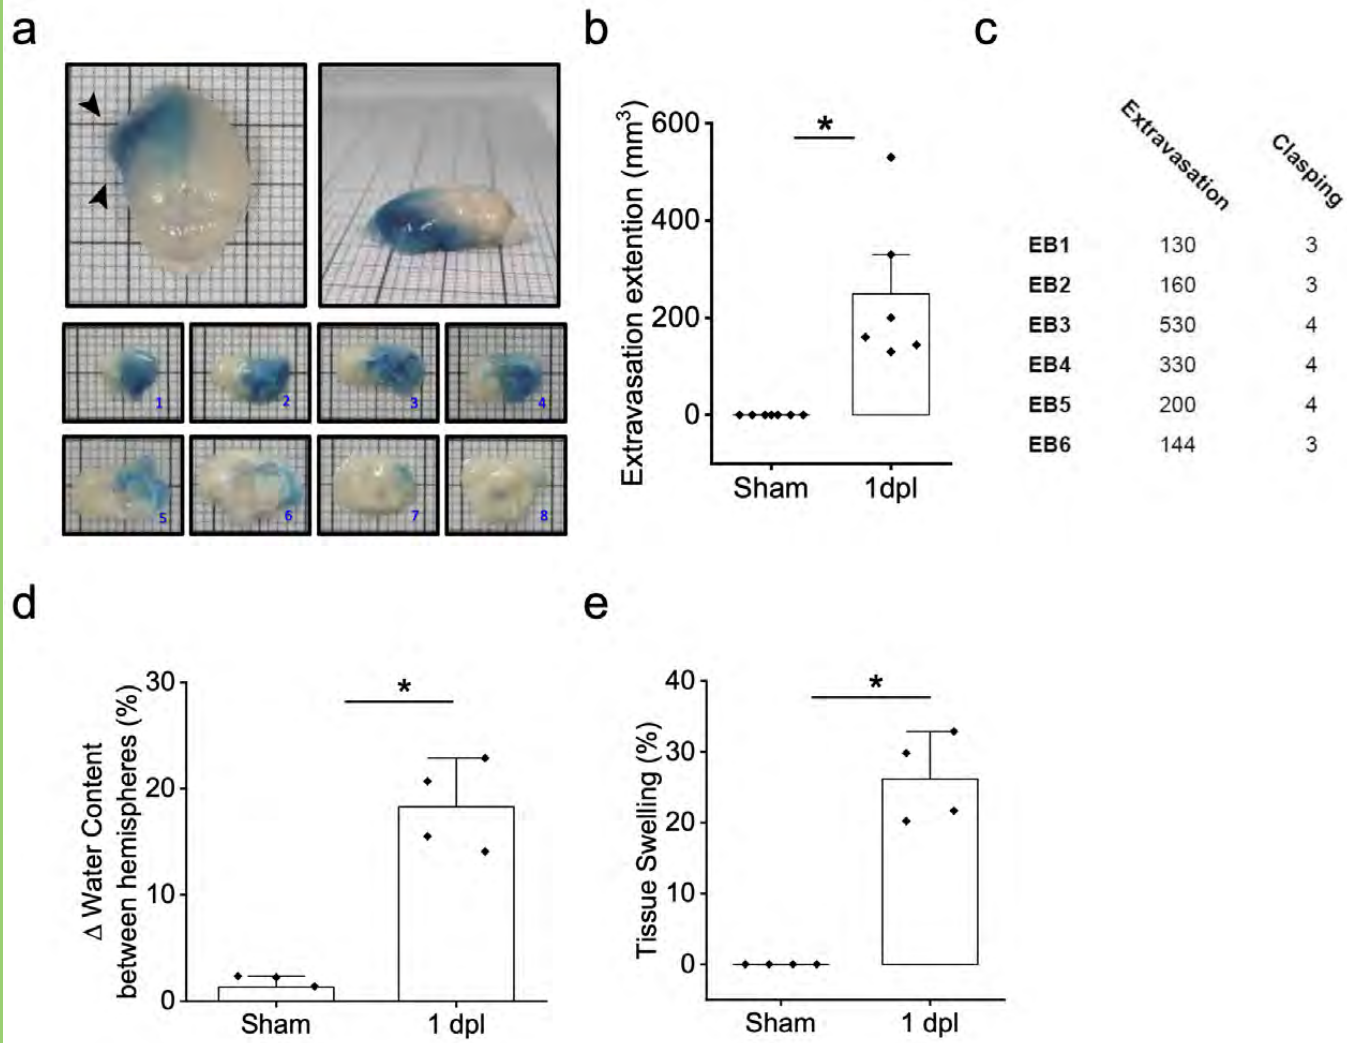 a
1
2
3
4
5
6
7
8
b
Extravasation extention (mm³)
600
400
200
0
*
Sham 1dpl
c
Extravasation Clasping
EB1 130 3
EB2 160 3
EB3 530 4
EB4 330 4
EB5 200 4
EB6 144 3
d
Δ Water Content
between hemispheres (%)
30
20
10
0
*
Sham 1 dpl
e
Tissue Swelling (%)
40
30
20
10
0
*
Sham 1 dpl